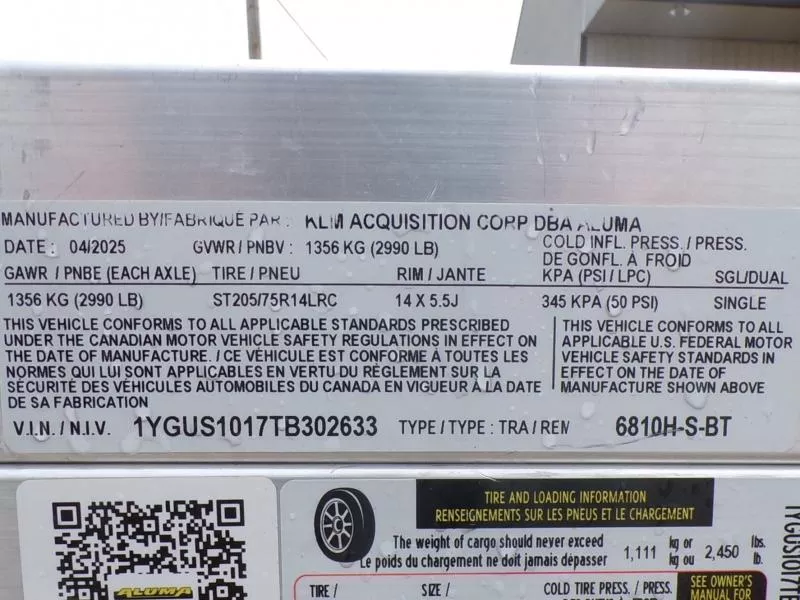 MANUFACTURED BY/FABRIQUÉ PAR : KLM ACQUISITION CORP DBA ALUMA
DATE : 04/2025 GVWR / PNBV : 1356 KG (2990 LB) COLD INFL. PRESS. / PRESS.
DE GONFL. À FROID
GAWR / PNBE (EACH AXLE) TIRE / PNEU RIM / JANTE KPA (PSI / LPC) SGL/DUAL
1356 KG (2990 LB) ST205/75R14LRC 14 X 5.5J 345 KPA (50 PSI) SINGLE
THIS VEHICLE CONFORMS TO ALL APPLICABLE STANDARDS PRESCRIBED
UNDER THE CANADIAN MOTOR VEHICLE SAFETY REGULATIONS IN EFFECT ON
THE DATE OF MANUFACTURE. / CE VÉHICULE EST CONFORME À TOUTES LES
NORMES QUI LUI SONT APPLICABLES EN VERTU DU RÈGLEMENT SUR LA
SÉCURITÉ DES VÉHICULES AUTOMOBILES DU CANADA EN VIGUEUR À LA DATE
DE SA FABRICATION
THIS VEHICLE CONFORMS TO ALL
APPLICABLE U.S. FEDERAL MOTOR
VEHICLE SAFETY STANDARDS IN
EFFECT ON THE DATE OF
MANUFACTURE SHOWN ABOVE
V.I.N. / N.I.V. 1YGUS1017TB302633 TYPE / TYPE : TRA / REM 6810H-S-BT
TIRE AND LOADING INFORMATION
RENSEIGNEMENTS SUR LES PNEUS ET LE CHARGEMENT
The weight of cargo should never exceed
Le poids du chargement ne doit jamais dépasser
1,111 kg or kg ou 2,450 lbs. lb.
TIRE / SIZE / COLD TIRE PRESS. / PRESS.
SEE OWNER'S
MANUAL FOR
ALUMA